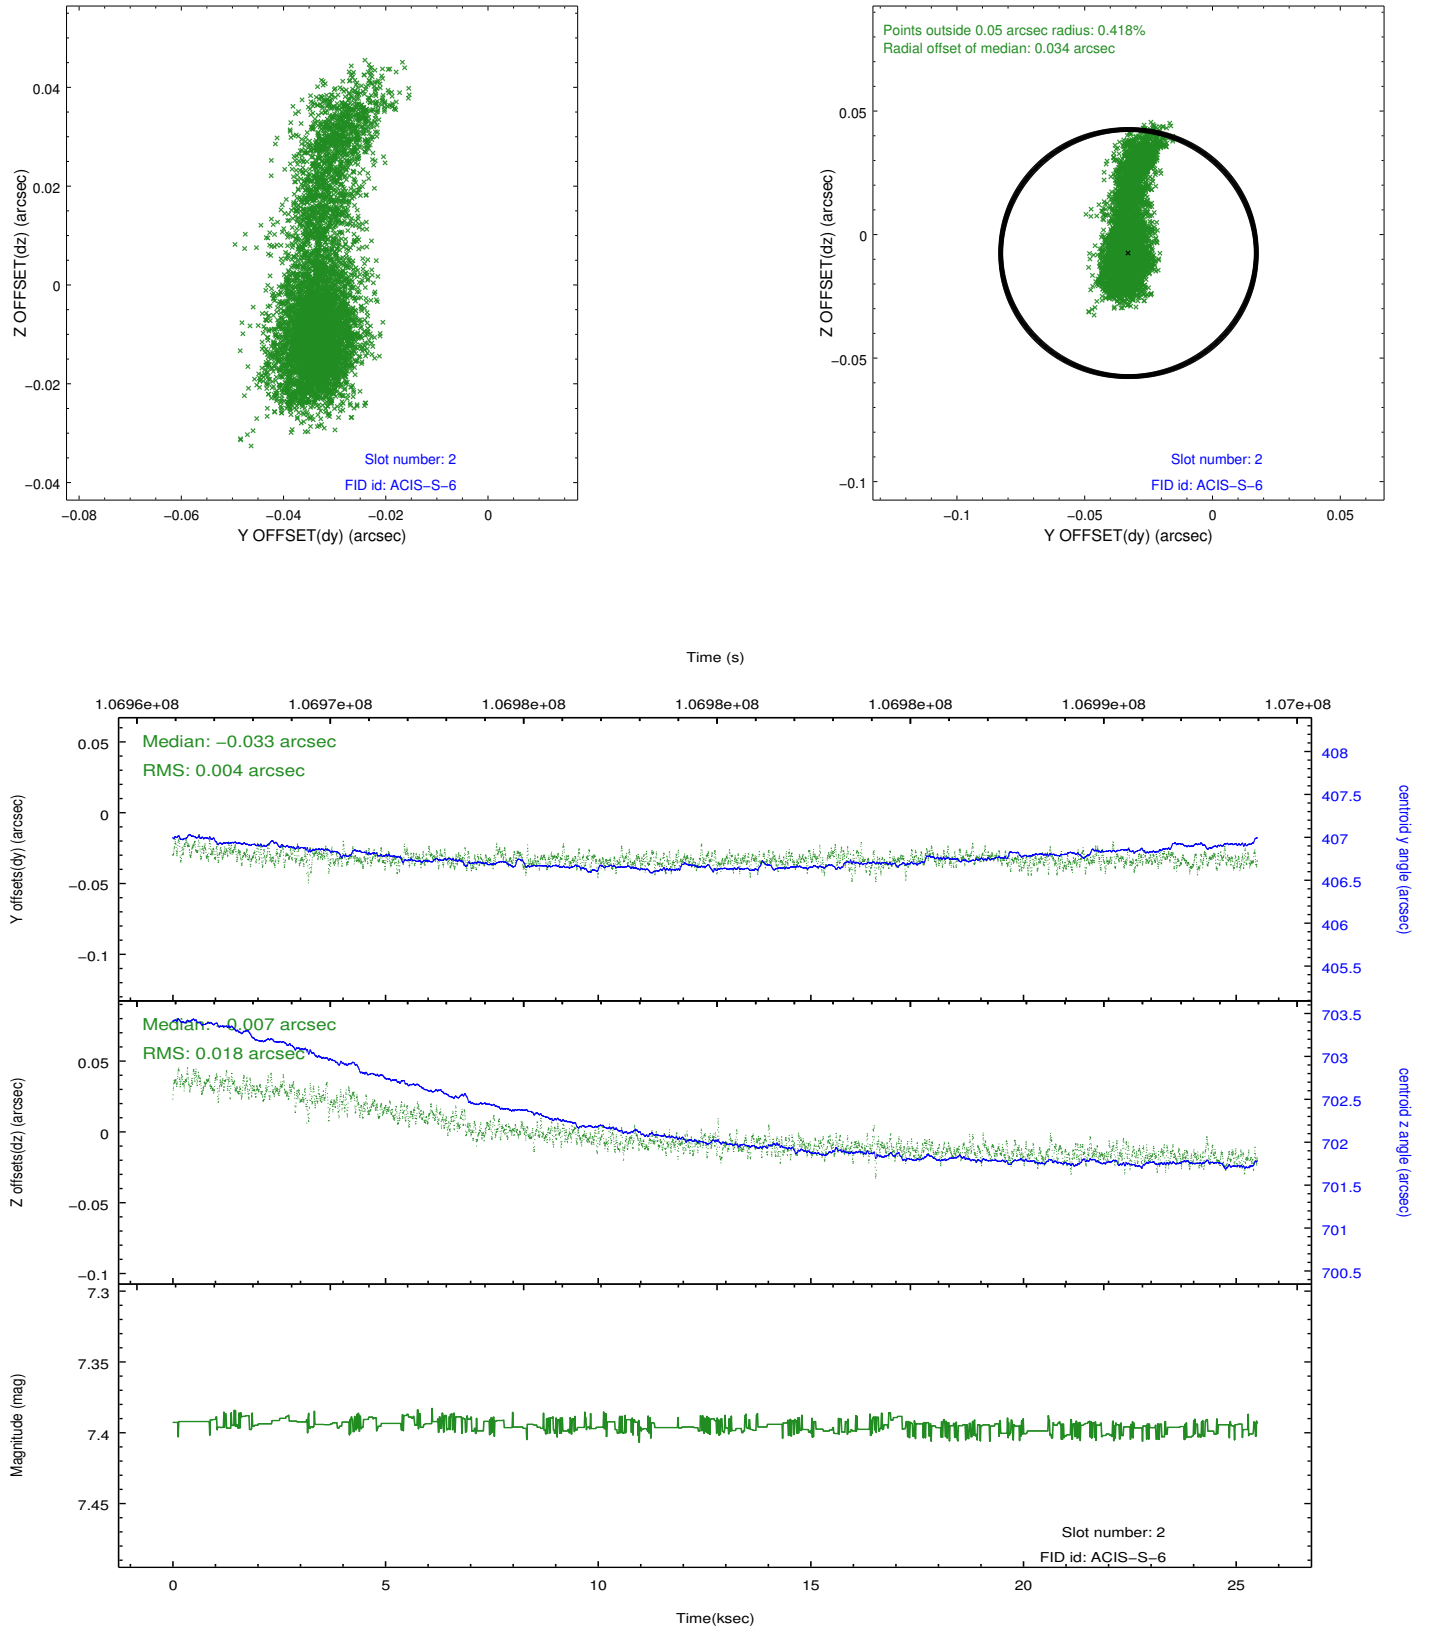 0.04
0.02
0
−0.02
−0.04
Z OFFSET(dz) (arcsec)
Slot number: 2
FID id: ACIS−S−6
−0.08 −0.06 −0.04 −0.02 0
Y OFFSET(dy) (arcsec)
Points outside 0.05 arcsec radius: 0.418%
Radial offset of median: 0.034 arcsec
0.05
0
−0.05
−0.1
Z OFFSET(dz) (arcsec)
Slot number: 2
FID id: ACIS−S−6
−0.1 −0.05 0 0.05
Y OFFSET(dy) (arcsec)
Time (s)
1.0696e+08 1.0697e+08 1.0698e+08 1.0698e+08 1.0698e+08 1.0699e+08 1.07e+08
Median: −0.033 arcsec
RMS: 0.004 arcsec
0.05
0
−0.05
−0.1
Y offsets(dy) (arcsec)
408
407.5
407
406.5
406
405.5
centroid y angle (arcsec)
Median: −0.007 arcsec
RMS: 0.018 arcsec
0.05
0
−0.05
−0.1
Z offsets(dz) (arcsec)
703.5
703
702.5
702
701.5
701
700.5
centroid z angle (arcsec)
7.3
7.35
7.4
7.45
Magnitude (mag)
Slot number: 2
FID id: ACIS−S−6
0 5 10 15 20 25
Time(ksec)